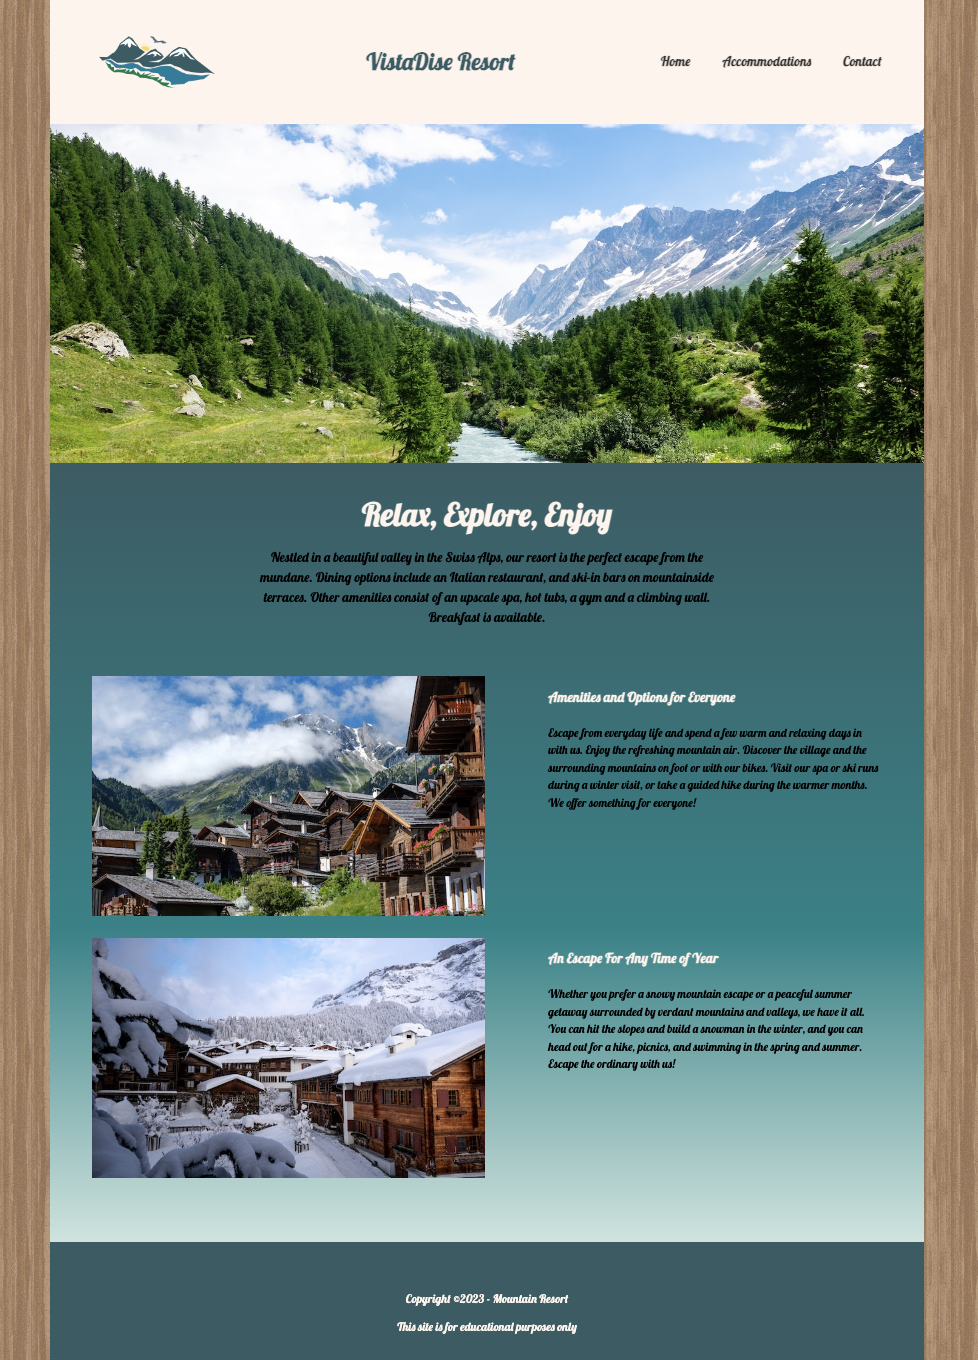 VistaDise Resort
Home
Accommodations
Contact
Relax, Explore, Enjoy
Nestled in a beautiful valley in the Swiss Alps, our resort is the perfect escape from the
mundane. Dining options include an Italian restaurant, and ski-in bars on mountainside
terraces. Other amenities consist of an upscale spa, hot tubs, a gym and a climbing wall.
Breakfast is available.
Amenities and Options for Everyone
Escape from everyday life and spend a few warm and relaxing days in
with us. Enjoy the refreshing mountain air. Discover the village and the
surrounding mountains on foot or with our bikes. Visit our spa or ski runs
during a winter visit, or take a guided hike during the warmer months.
We offer something for everyone!
An Escape For Any Time of Year
Whether you prefer a snowy mountain escape or a peaceful summer
getaway surrounded by verdant mountains and valleys, we have it all.
You can hit the slopes and build a snowman in the winter, and you can
head out for a hike, picnics, and swimming in the spring and summer.
Escape the ordinary with us!
Copyright ©2023 - Mountain Resort
This site is for educational purposes only